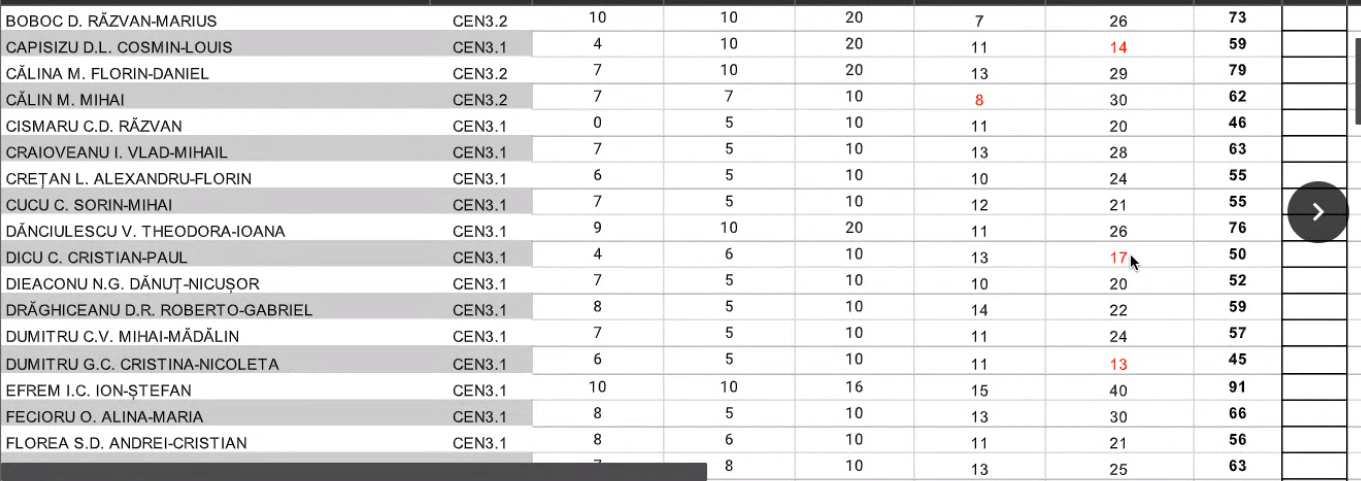 BOBOC D. RĂZVAN-MARIUS CEN3.2 10 10 20 7 26 73
CAPISIZU D.L. COSMIN-LOUIS CEN3.1 4 10 20 11 14 59
CĂLINA M. FLORIN-DANIEL CEN3.2 7 10 20 13 29 79
CĂLIN M. MIHAI CEN3.2 7 7 10 8 30 62
CISMARU C.D. RĂZVAN CEN3.1 0 5 10 11 20 46
CRAIOVEANU I. VLAD-MIHAIL CEN3.1 7 5 10 13 28 63
CREȚAN L. ALEXANDRU-FLORIN CEN3.1 6 5 10 10 24 55
CUCU C. SORIN-MIHAI CEN3.1 7 5 10 12 21 55
DĂNCIULESCU V. THEODORA-IOANA CEN3.1 9 10 20 11 26 76
DICU C. CRISTIAN-PAUL CEN3.1 4 6 10 13 17 50
DIEACONU N.G. DĂNUȚ-NICUȘOR CEN3.1 7 5 10 10 20 52
DRĂGHICEANU D.R. ROBERTO-GABRIEL CEN3.1 8 5 10 14 22 59
DUMITRU C.V. MIHAI-MĂDĂLIN CEN3.1 7 5 10 11 24 57
DUMITRU G.C. CRISTINA-NICOLETA CEN3.1 6 5 10 11 13 45
EFREM I.C. ION-ȘTEFAN CEN3.1 10 10 16 15 40 91
FECIORU O. ALINA-MARIA CEN3.1 8 5 10 13 30 66
FLOREA S.D. ANDREI-CRISTIAN CEN3.1 8 6 10 11 21 56
8 10 13 25 63